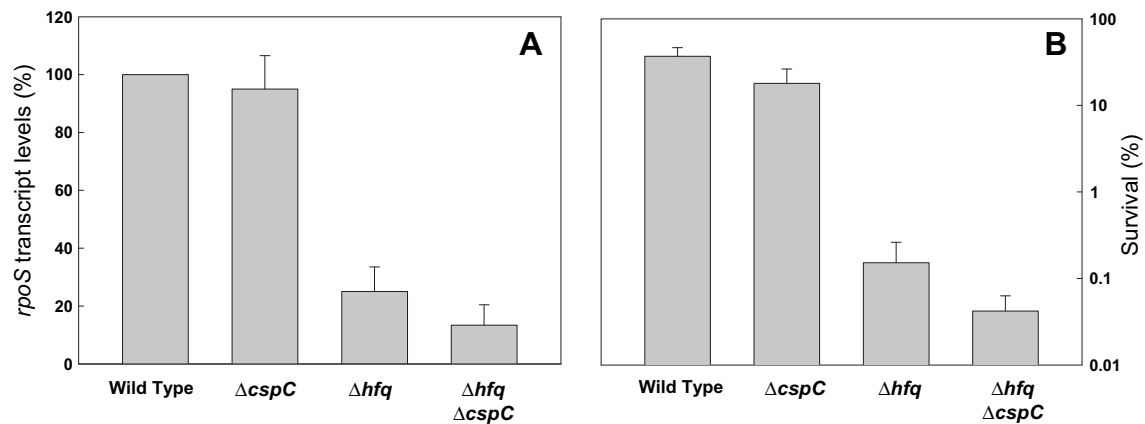 A
rpoS transcript levels (%)
120
100
80
60
40
20
0
Wild Type
ΔcspC
Δhfq
Δhfq
ΔcspC
B
Survival (%)
100
10
1
0.1
0.01
Wild Type
ΔcspC
Δhfq
Δhfq
ΔcspC